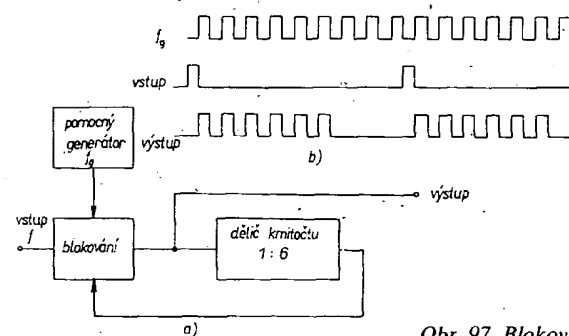 f_g
vstup
výstup
b)
pomocný
generátor
f_g
výstup
vstup
f
blokování
dělič kmitočtu
1 : 6
a)
Obr. 97. Blokov